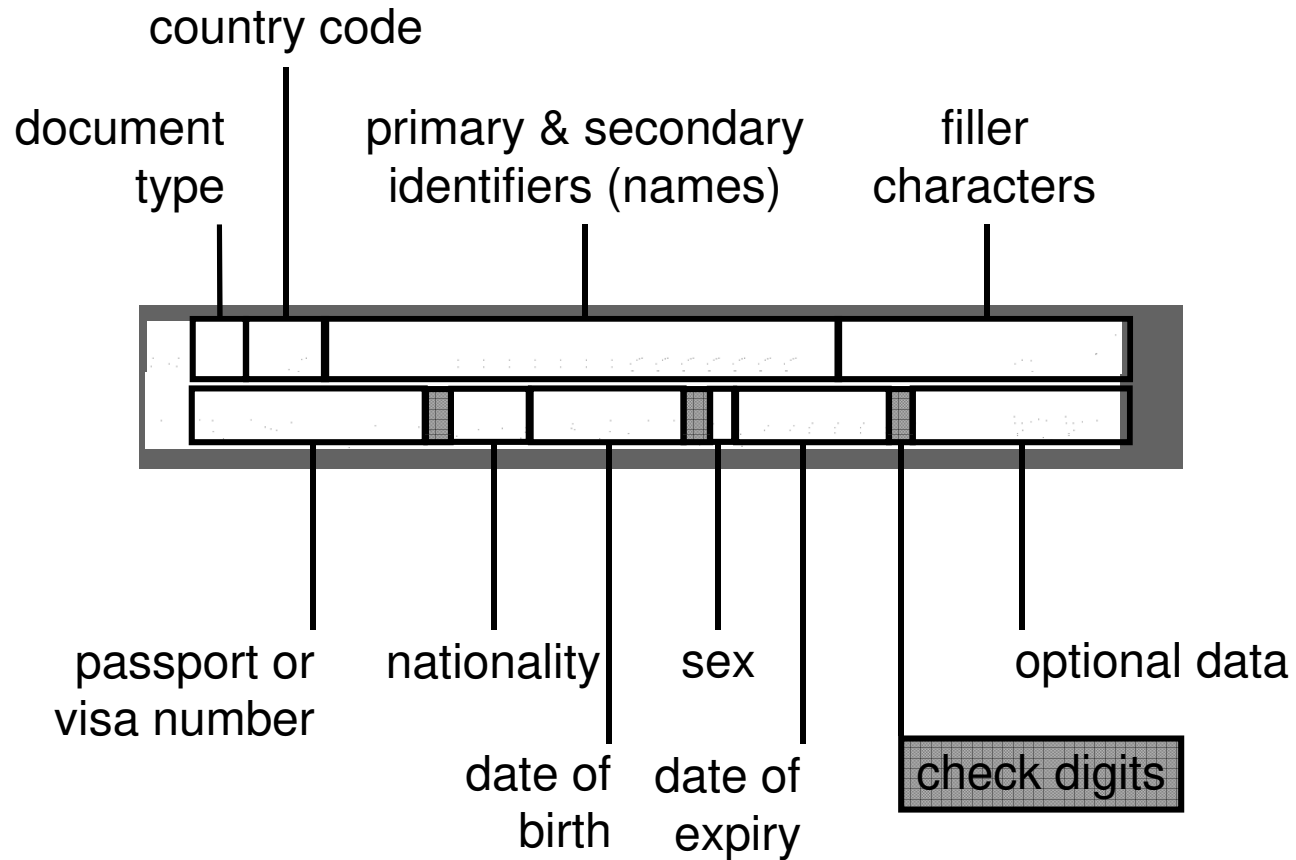 country code
document
type
primary & secondary
identifiers (names)
filler
characters
passport or
visa number
nationality
sex
optional data
date of
birth
date of
expiry
check digits